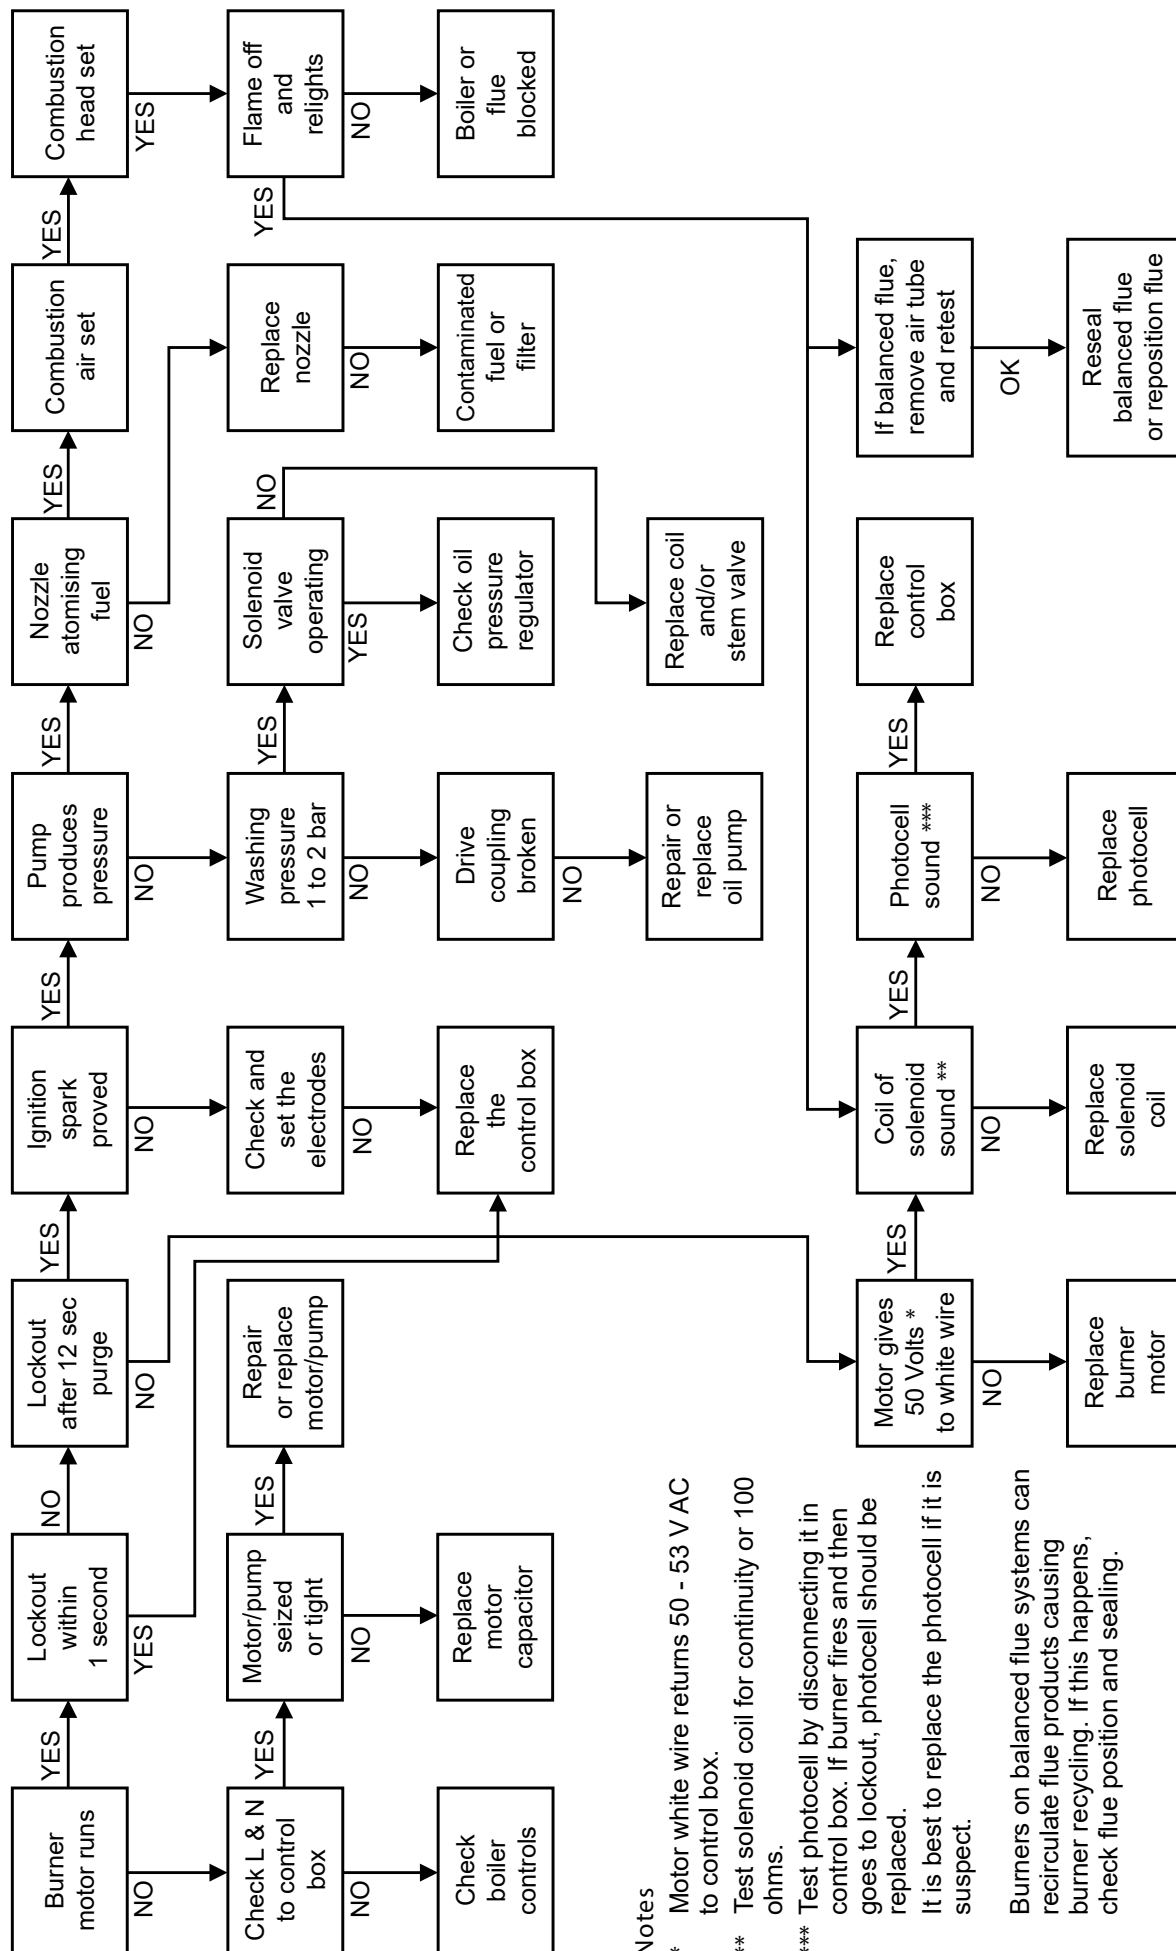 Burner
motor runs
YES
NO
Lockout
within
1 second
NO
YES
Lockout
after 12 sec
purge
YES
NO
Ignition
spark
proved
YES
NO
Pump
produces
pressure
YES
NO
Nozzle
atomising
fuel
YES
NO
Combustion
air set
YES
Combustion
head set
YES
Check L & N
to control
box
YES
NO
Motor/pump
seized
or tight
YES
NO
Repair
or replace
motor/pump
Check and
set the
electrodes
NO
Washing
pressure
1 to 2 bar
YES
NO
Solenoid
valve
operating
NO
YES
Replace
nozzle
NO
Flame off
and
relights
YES
NO
Check
boiler
controls
Replace
motor
capacitor
Replace
the
control box
Drive
coupling
broken
NO
Check oil
pressure
regulator
Contaminated
fuel or
filter
Boiler or
flue
blocked
Repair or
replace
oil pump
Replace coil
and/or
stem valve
Motor gives
50 Volts *
to white wire
YES
NO
Coil of
solenoid
sound **
YES
NO
Photocell
sound ***
YES
NO
Replace
control
box
If balanced flue,
remove air tube
and retest
OK
Replace
burner
motor
Replace
solenoid
coil
Replace
photocell
Reseal
balanced flue
or reposition flue
Notes
* Motor white wire returns 50 - 53 V AC
to control box.
** Test solenoid coil for continuity or 100
ohms.
*** Test photocell by disconnecting it in
control box. If burner fires and then
goes to lockout, photocell should be
replaced.
It is best to replace the photocell if it is
suspect.
Burners on balanced flue systems can
recirculate flue products causing
burner recycling. If this happens,
check flue position and sealing.